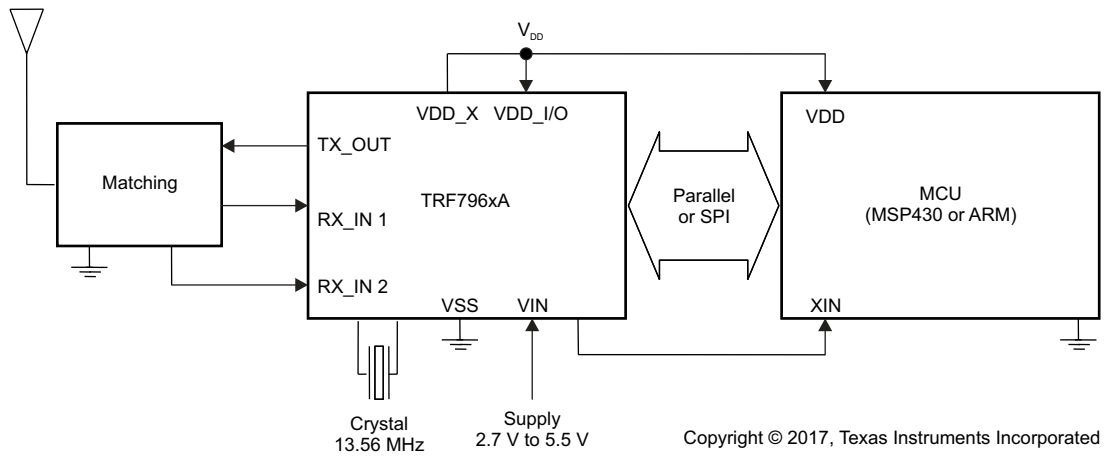 VDD
VDD_X VDD_I/O
VDD
TX_OUT
Matching
TRF796xA
Parallel
or SPI
MCU
(MSP430 or ARM)
RX_IN 1
RX_IN 2
VSS
VIN
XIN
Crystal
13.56 MHz
Supply
2.7 V to 5.5 V
Copyright © 2017, Texas Instruments Incorporated